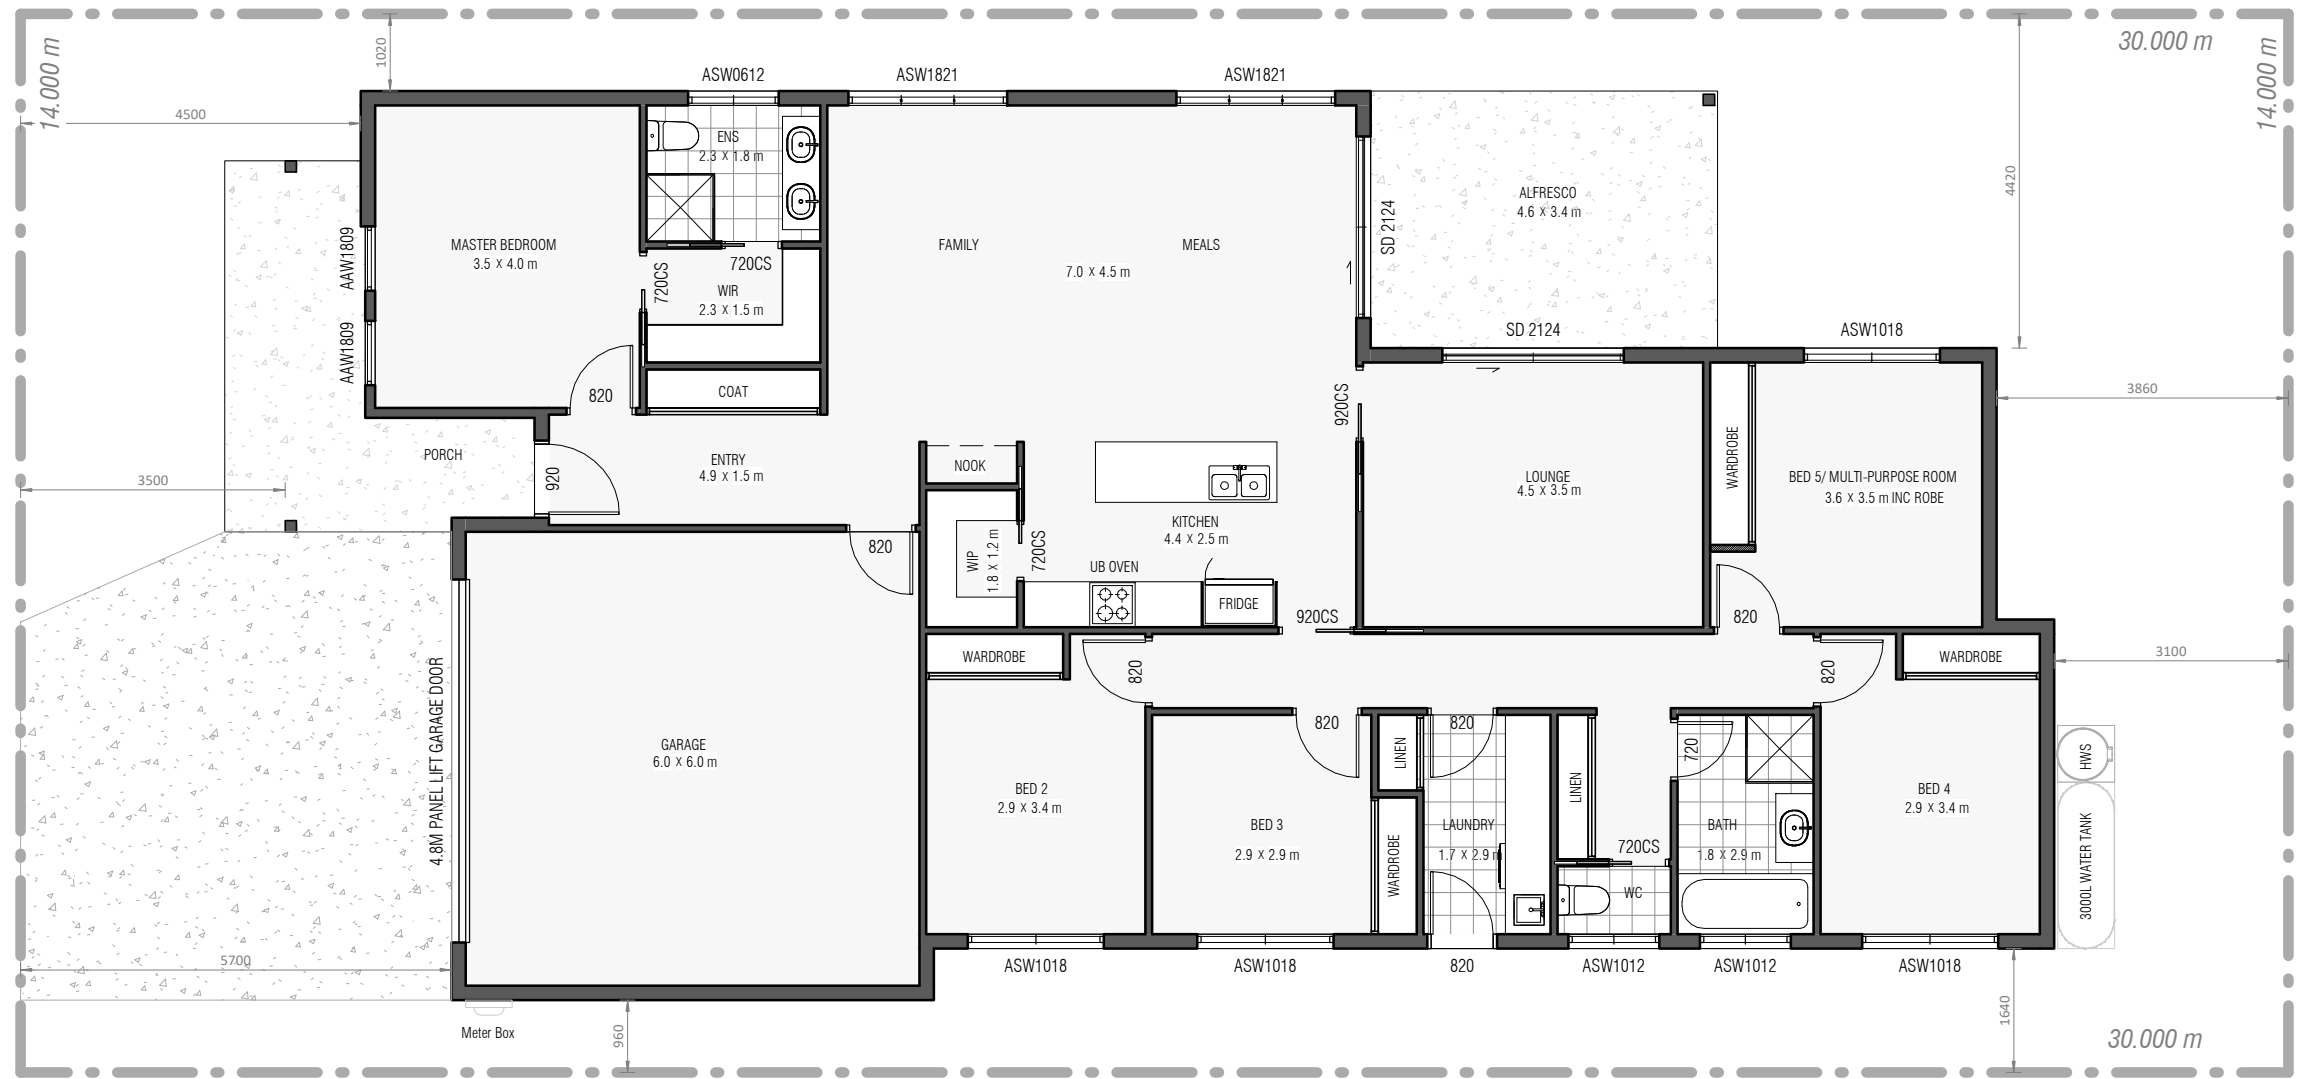 30.000 m
14.000 m
14.000 m
1020
ASW0612
ASW1821
ASW1821
4500
4420
ENS
2.3 X 1.8 m
ALFRESCO
4.6 X 3.4 m
SD 2124
MASTER BEDROOM
3.5 X 4.0 m
AAW1809
AAW1809
720CS
720CS
WIR
2.3 X 1.5 m
FAMILY
MEALS
7.0 X 4.5 m
SD 2124
ASW1018
820
COAT
920CS
3860
PORCH
920
ENTRY
4.9 X 1.5 m
NOOK
3500
LOUNGE
4.5 X 3.5 m
WARDROBE
BED 5/ MULTI-PURPOSE ROOM
3.6 X 3.5 m INC ROBE
KITCHEN
4.4 X 2.5 m
820
WIP
1.8 X 1.2 m
720CS
UB OVEN
FRIDGE
920CS
820
WARDROBE
820
820
WARDROBE
3100
4.8M PANEL LIFT GARAGE DOOR
GARAGE
6.0 X 6.0 m
820
820
720
LINEN
LINEN
HWS
BED 2
2.9 X 3.4 m
BED 3
2.9 X 2.9 m
WARDROBE
LAUNDRY
1.7 X 2.9 m
720CS
WC
BATH
1.8 X 2.9 m
BED 4
2.9 X 3.4 m
3000L WATER TANK
5700
ASW1018
ASW1018
820
ASW1012
ASW1012
ASW1018
Meter Box
960
1640
30.000 m